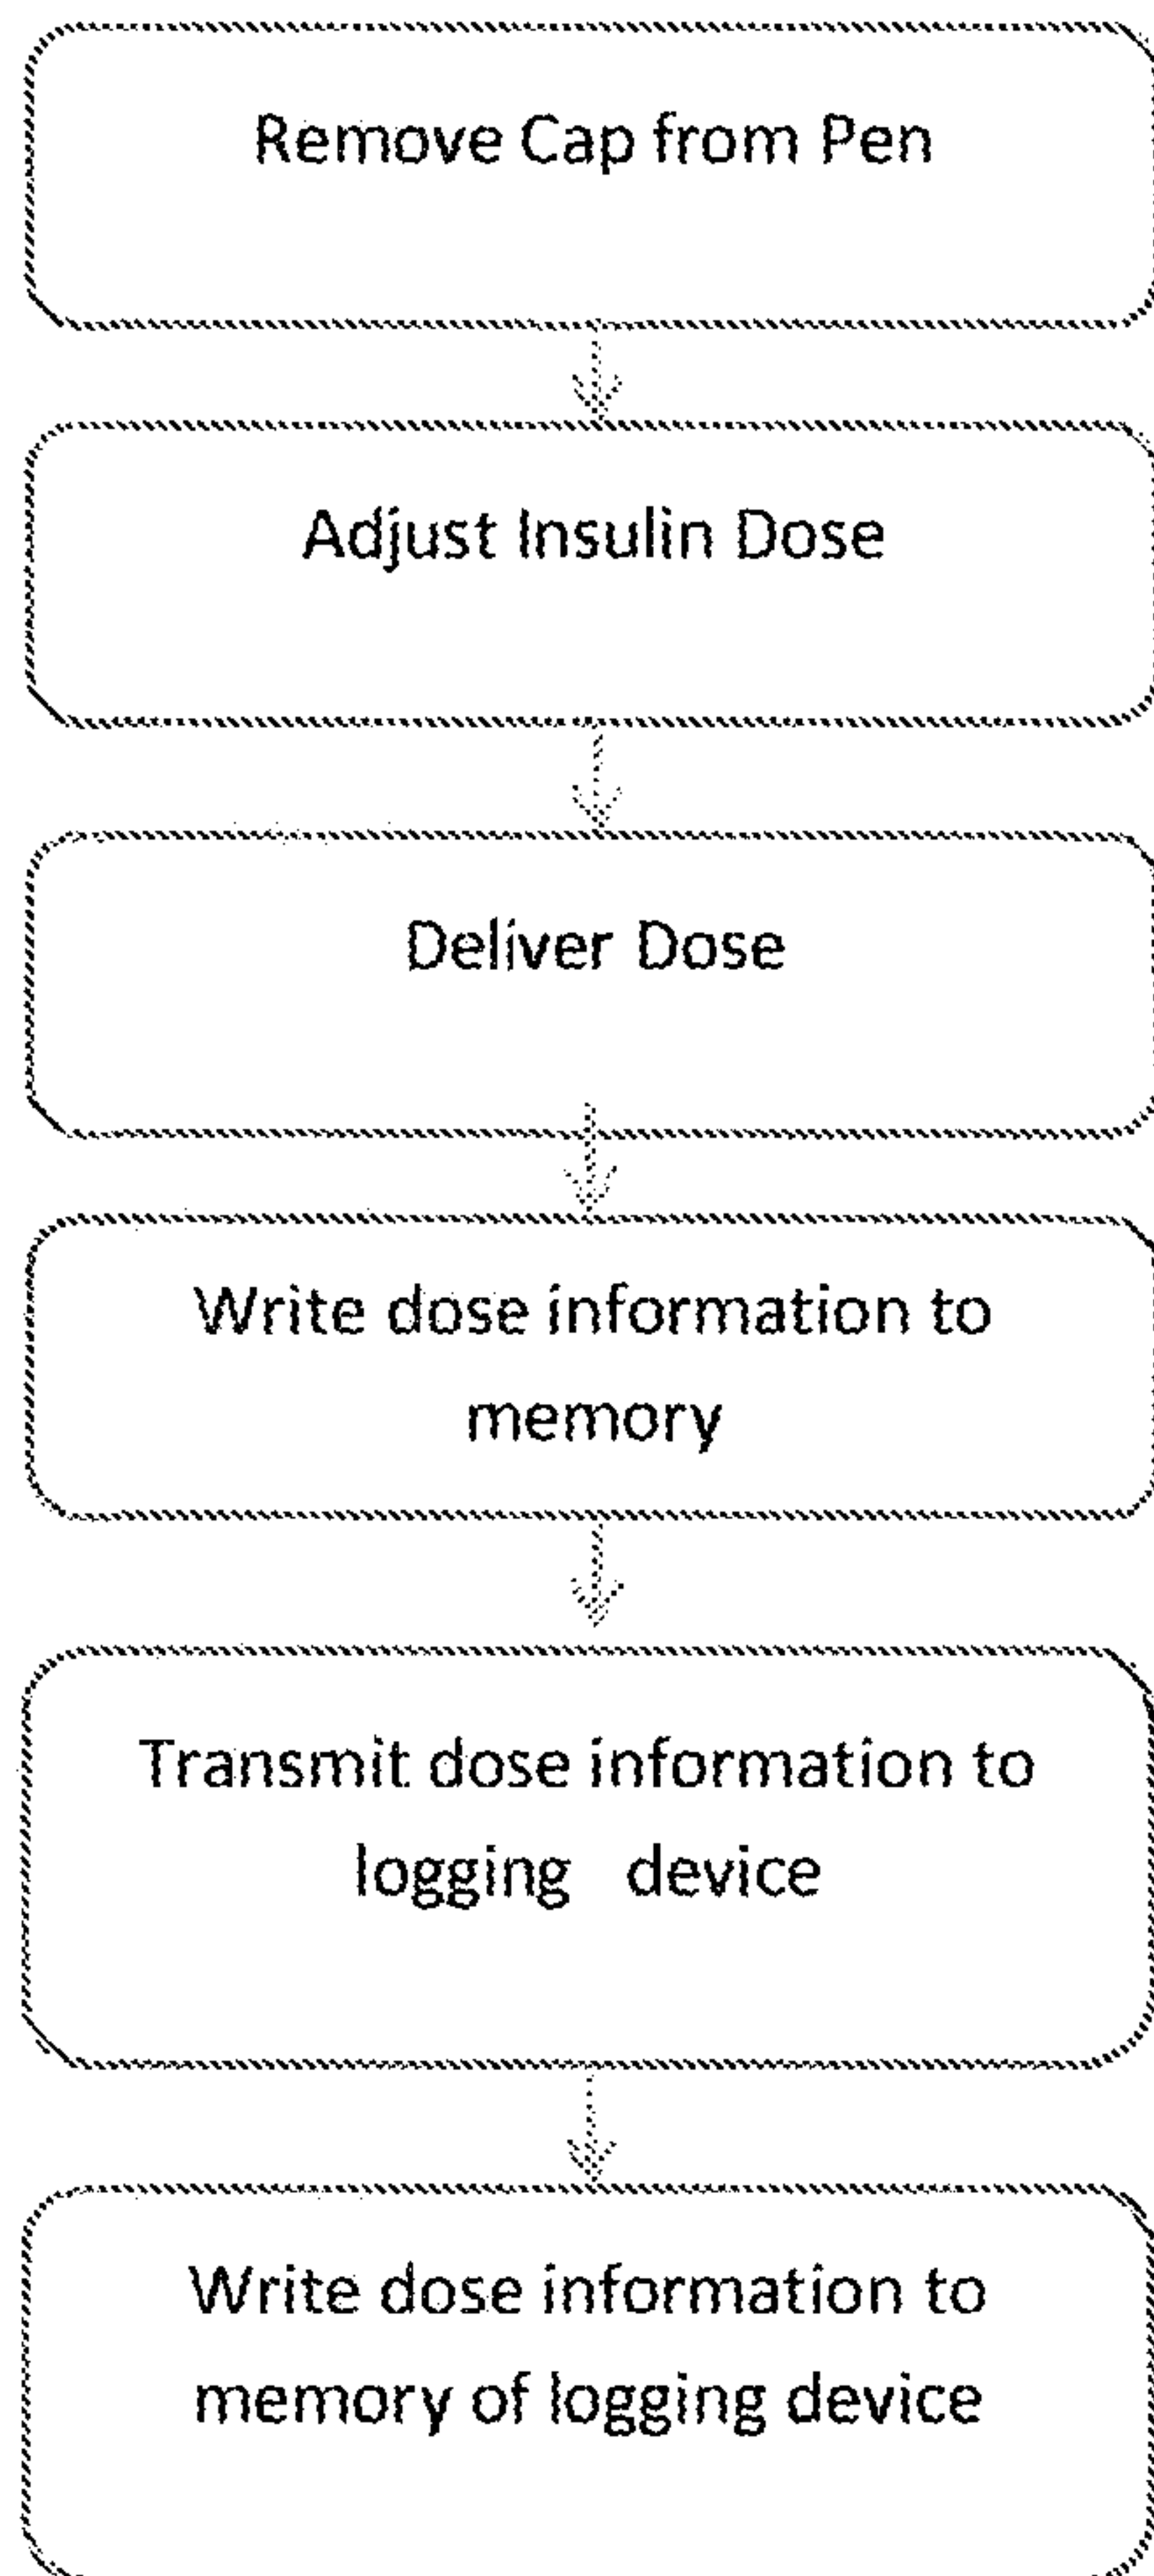 Remove Cap from Pen
Adjust Insulin Dose
Deliver Dose
Write dose information to
memory
Transmit dose information to
logging device
Write dose information to
memory of logging device